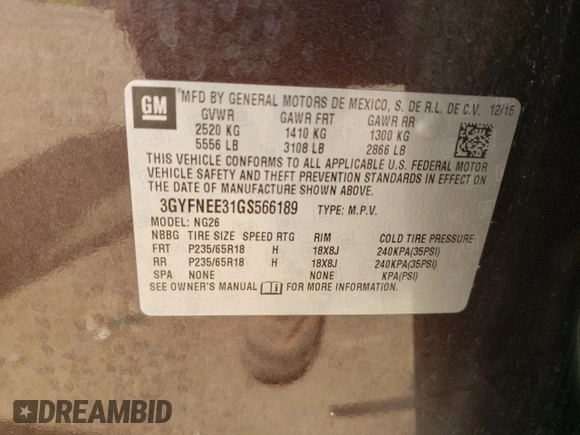 GM
MFD BY GENERAL MOTORS DE MEXICO, S. DE R.L. DE C.V. 12/15
GVWR GAWR FRT GAWR RR
2520 KG 1410 KG 1300 KG
5556 LB 3108 LB 2866 LB
THIS VEHICLE CONFORMS TO ALL APPLICABLE U.S. FEDERAL MOTOR
VEHICLE SAFETY AND THEFT PREVENTION STANDARDS IN EFFECT ON
THE DATE OF MANUFACTURE SHOWN ABOVE.
3GYFNEE31GS566189 TYPE: M.P.V.
MODEL: NG26
NBBG TIRE SIZE SPEED RTG RIM COLD TIRE PRESSURE
FRT P235/65R18 H 18X8J 240KPA(35PSI)
RR P235/65R18 H 18X8J 240KPA(35PSI)
SPA NONE NONE KPA(PSI)
SEE OWNER'S MANUAL FOR MORE INFORMATION.
DREAMBID